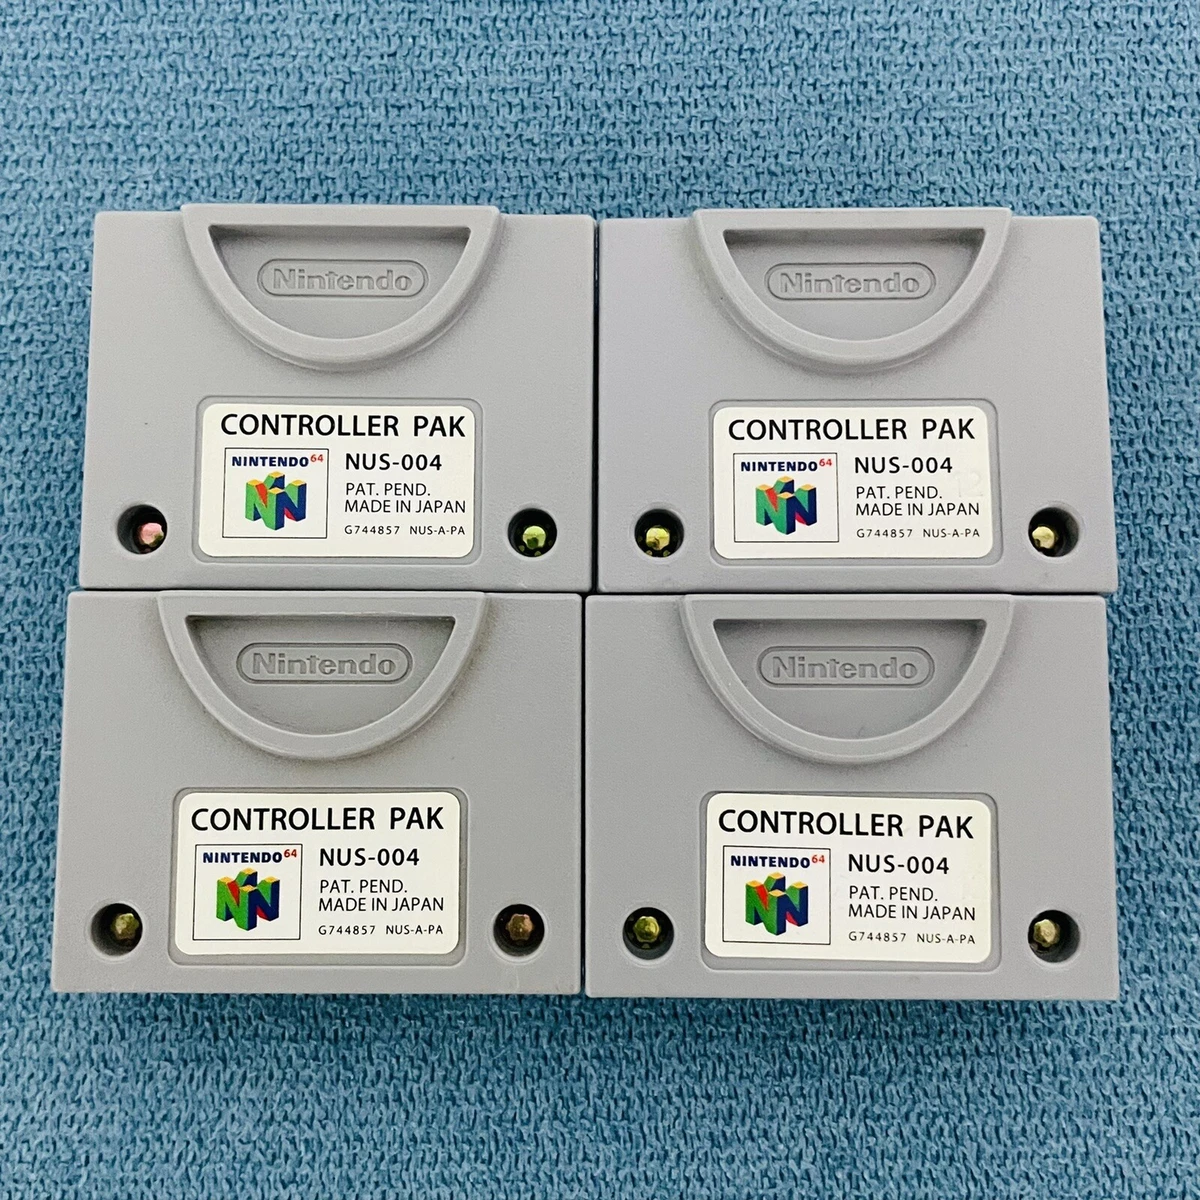 Nintendo
CONTROLLER PAK
NINTENDO64
NUS-004
PAT. PEND.
MADE IN JAPAN
G744857 NUS-A-PA
Nintendo
CONTROLLER PAK
NINTENDO64
NUS-004
PAT. PEND.
MADE IN JAPAN
G744857 NUS-A-PA
Nintendo
CONTROLLER PAK
NINTENDO64
NUS-004
PAT. PEND.
MADE IN JAPAN
G744857 NUS-A-PA
Nintendo
CONTROLLER PAK
NINTENDO64
NUS-004
PAT. PEND.
MADE IN JAPAN
G744857 NUS-A-PA